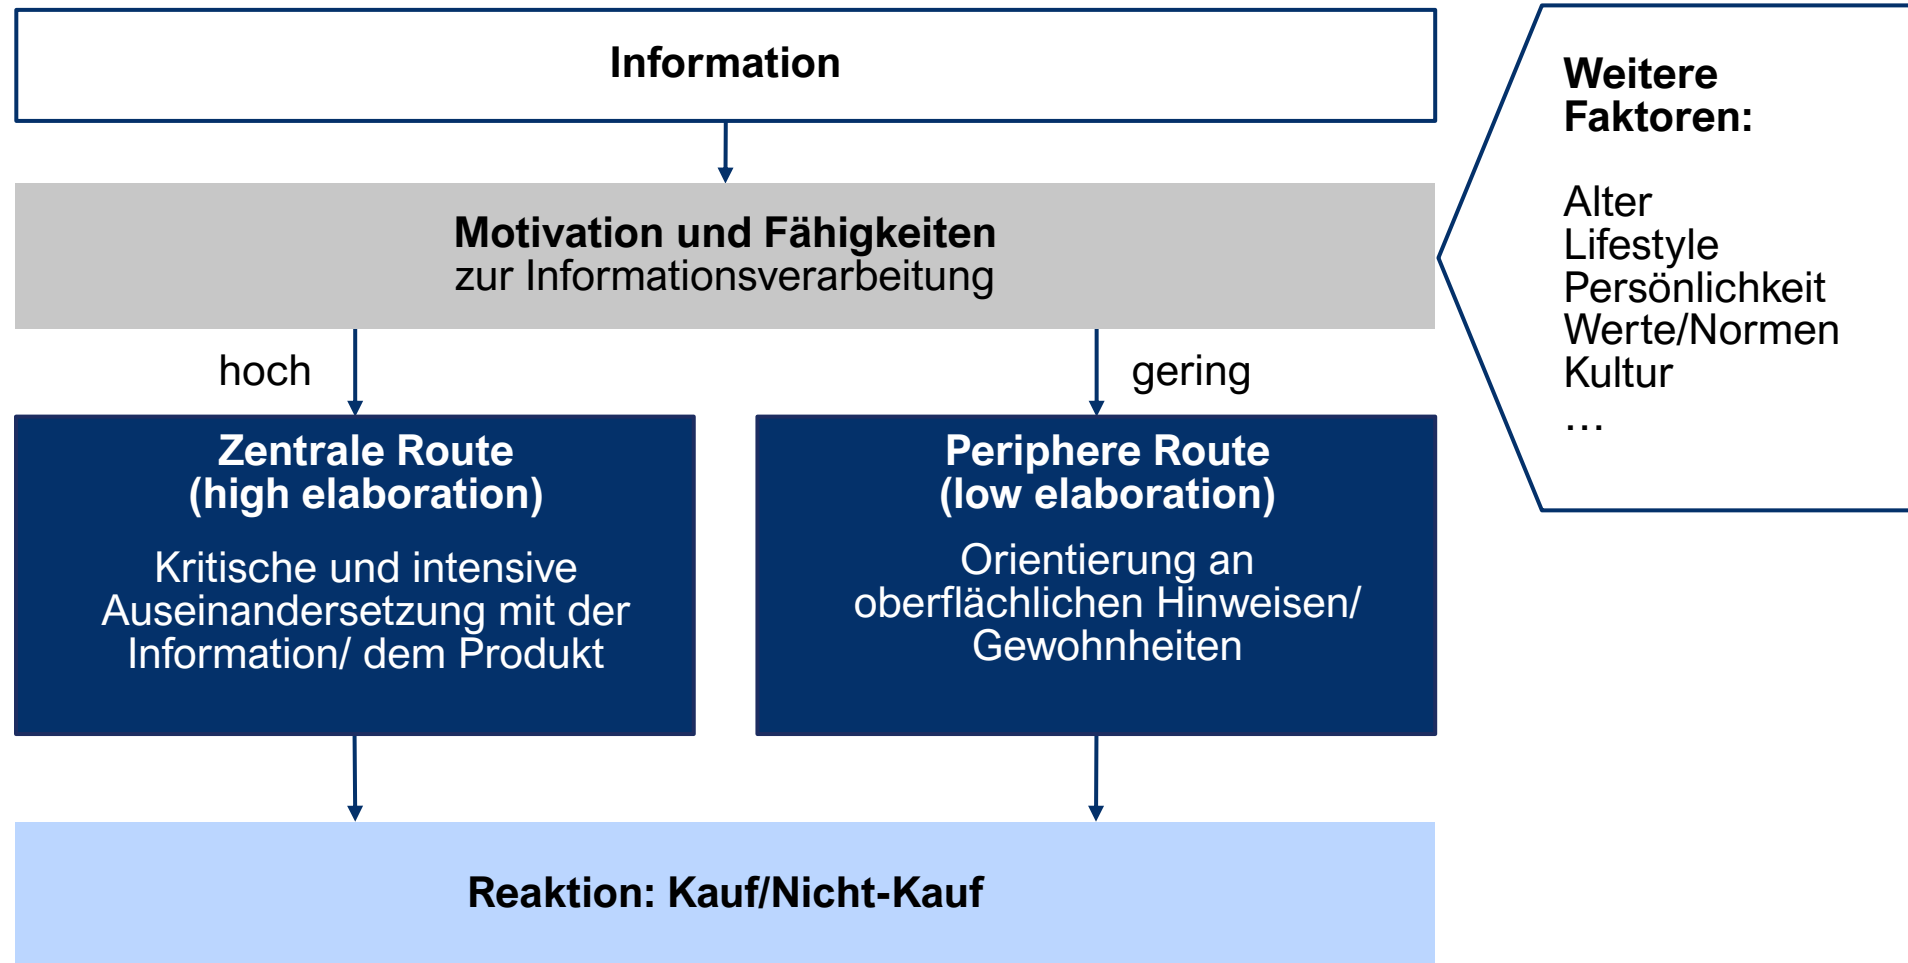 Information
Motivation und Fähigkeiten
zur Informationsverarbeitung
hoch
gering
Zentrale Route
(high elaboration)
Kritische und intensive
Auseinandersetzung mit der
Information/ dem Produkt
Periphere Route
(low elaboration)
Orientierung an
oberflächlichen Hinweisen/
Gewohnheiten
Reaktion: Kauf/Nicht-Kauf
Weitere
Faktoren:
Alter
Lifestyle
Persönlichkeit
Werte/Normen
Kultur
…